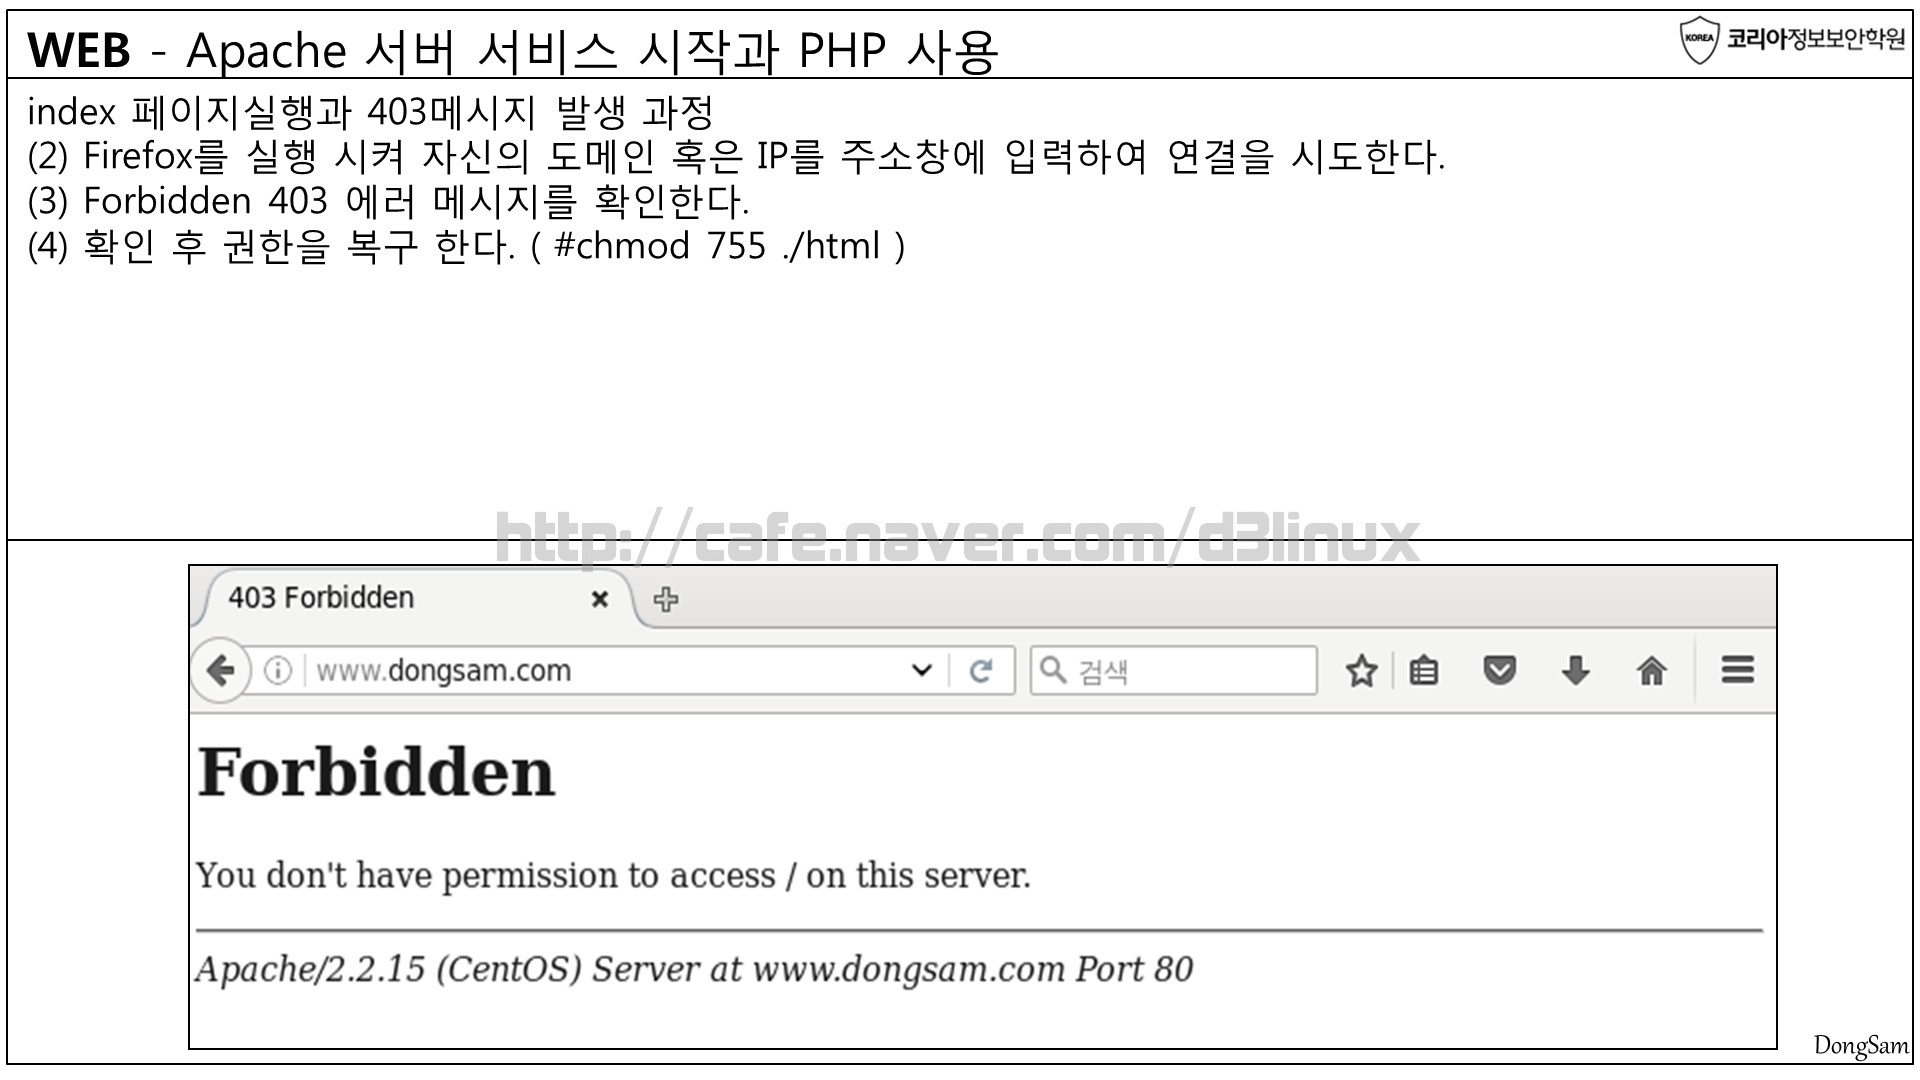 WEB - Apache 서버 서비스 시작과 PHP 사용
KOREA 코리아정보보안학원
index 페이지실행과 403메시지 발생 과정
(2) Firefox를 실행 시켜 자신의 도메인 혹은 IP를 주소창에 입력하여 연결을 시도한다.
(3) Forbidden 403 에러 메시지를 확인한다.
(4) 확인 후 권한을 복구 한다. ( #chmod 755 ./html )
http://cafe.naver.com/d3linux
403 Forbidden
www.dongsam.com
검색
Forbidden
You don't have permission to access / on this server.
Apache/2.2.15 (CentOS) Server at www.dongsam.com Port 80
DongSam